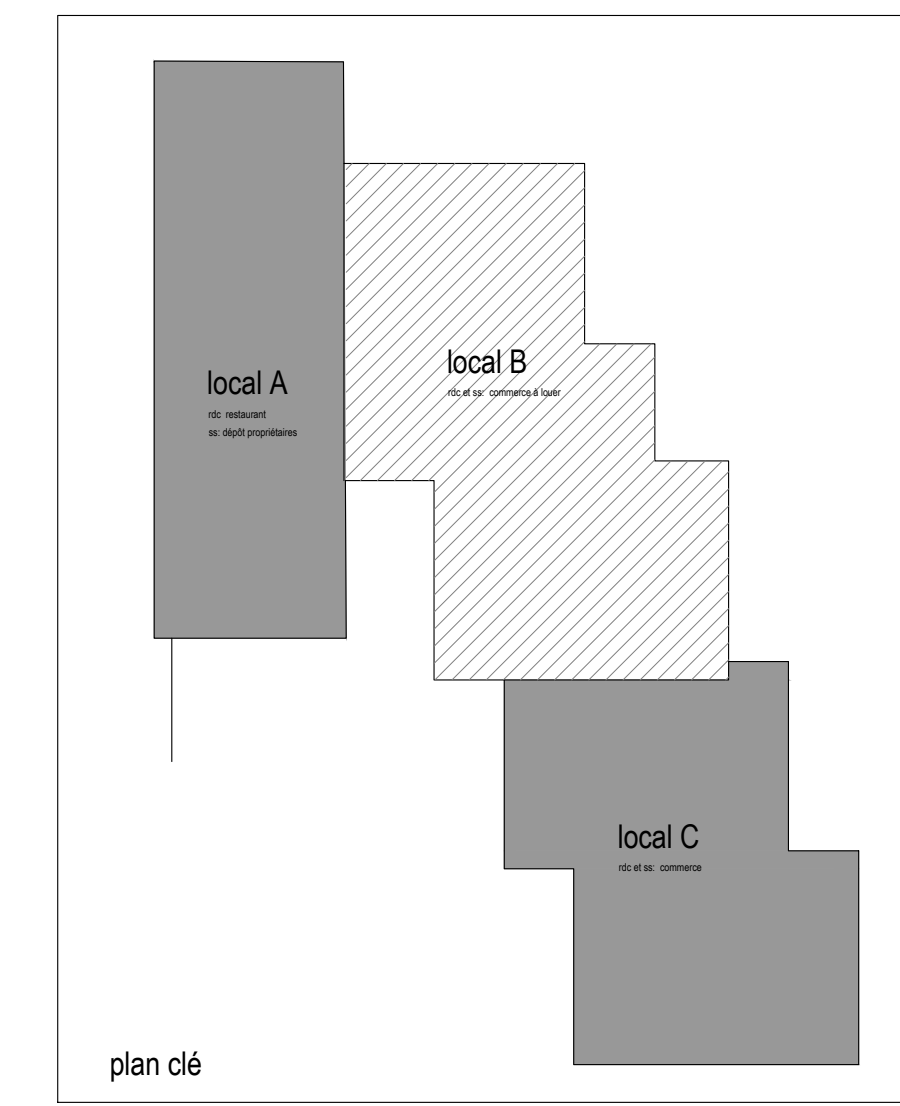 local A
rdc restaurant
ss: dépôt propriétaires
local B
rdc et ss: commerce à louer
local C
rdc et ss: commerce
plan clé